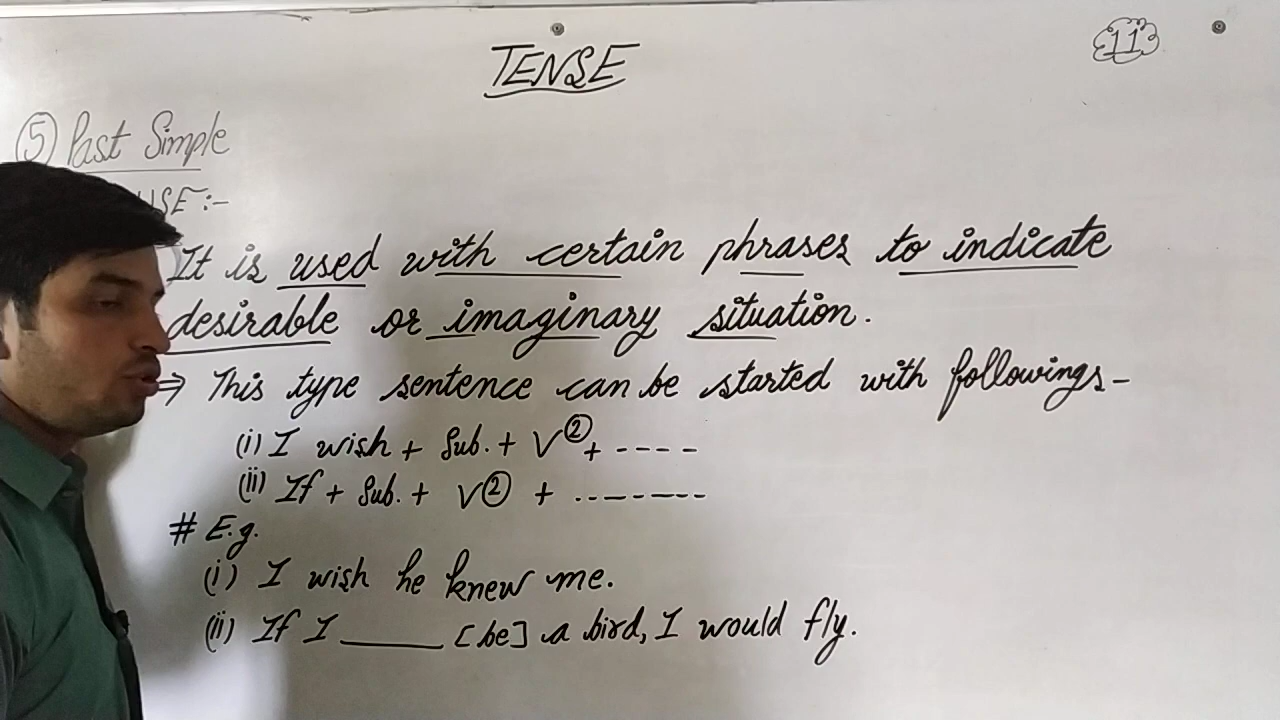 TENSE
11
⑤ Past Simple
USE :-
It is used with certain phrases to indicate
desirable or imaginary situation.
⇒ This type sentence can be started with followings-
(i) I wish + Sub. + V② + ----
(ii) If + Sub. + V② + --------
# E.g.
(i) I wish he knew me.
(ii) If I _____ [be] a bird, I would fly.